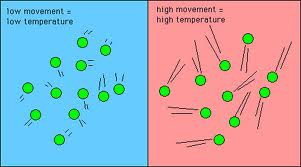 low movement =
low temperature
high movement =
high temperature